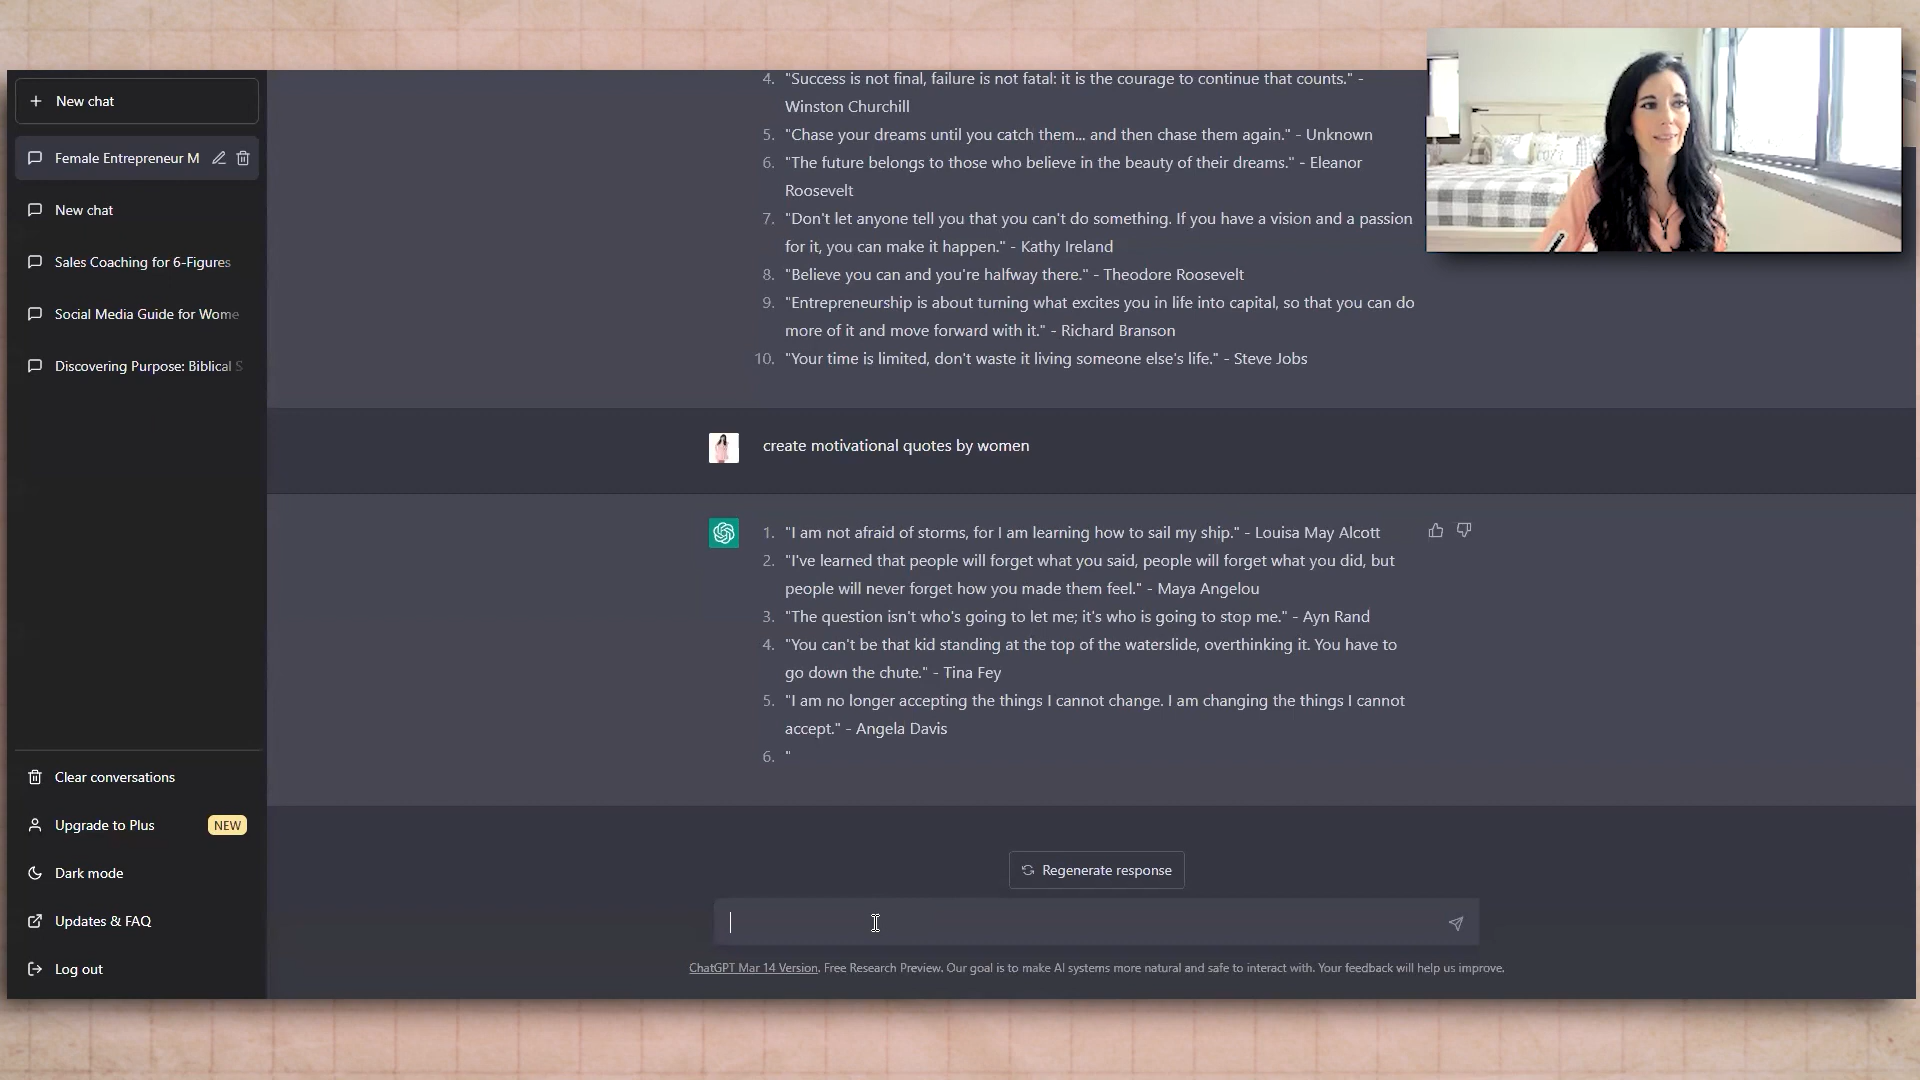 New chat
Female Entrepreneur M
New chat
Sales Coaching for 6-Figures
Social Media Guide for Wome
Discovering Purpose: Biblical S
Clear conversations
Upgrade to Plus NEW
Dark mode
Updates & FAQ
Log out
4. "Success is not final, failure is not fatal: it is the courage to continue that counts." -
Winston Churchill
5. "Chase your dreams until you catch them... and then chase them again." - Unknown
6. "The future belongs to those who believe in the beauty of their dreams." - Eleanor
Roosevelt
7. "Don't let anyone tell you that you can't do something. If you have a vision and a passion
for it, you can make it happen." - Kathy Ireland
8. "Believe you can and you're halfway there." - Theodore Roosevelt
9. "Entrepreneurship is about turning what excites you in life into capital, so that you can do
more of it and move forward with it." - Richard Branson
10. "Your time is limited, don't waste it living someone else's life." - Steve Jobs
create motivational quotes by women
1. "I am not afraid of storms, for I am learning how to sail my ship." - Louisa May Alcott
2. "I've learned that people will forget what you said, people will forget what you did, but
people will never forget how you made them feel." - Maya Angelou
3. "The question isn't who's going to let me; it's who is going to stop me." - Ayn Rand
4. "You can't be that kid standing at the top of the waterslide, overthinking it. You have to
go down the chute." - Tina Fey
5. "I am no longer accepting the things I cannot change. I am changing the things I cannot
accept." - Angela Davis
6. "
Regenerate response
ChatGPT Mar 14 Version. Free Research Preview. Our goal is to make AI systems more natural and safe to interact with. Your feedback will help us improve.